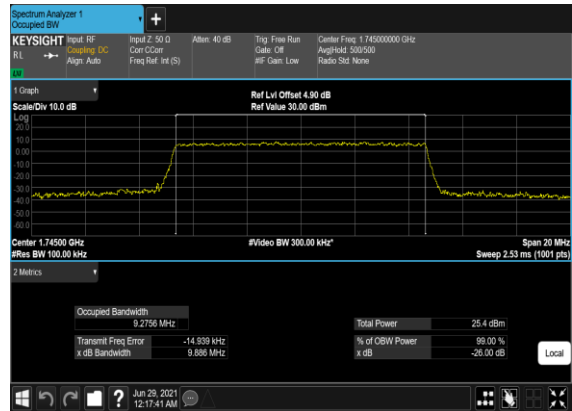 Spectrum Analyzer 1
Occupied BW
+
KEYSIGHT Input: RF Input Z: 50 Ω Atten: 40 dB Trig: Free Run Center Freq: 1.745000000 GHz
RL Coupling: DC Corr CCorr Gate: Off Avg|Hold: 500/500
Align: Auto Freq Ref: Int (S) #IF Gain: Low Radio Std: None
LW
1 Graph
Ref Lvl Offset 4.90 dB
Scale/Div 10.0 dB Ref Value 30.00 dBm
Log
20.0
10.0
0.00
-10.0
-20.0
-30.0
-40.0
-50.0
-60.0
Center 1.74500 GHz #Video BW 300.00 kHz* Span 20 MHz
#Res BW 100.00 kHz Sweep 2.53 ms (1001 pts)
2 Metrics
Occupied Bandwidth
9.2756 MHz Total Power 25.4 dBm
Transmit Freq Error -14.939 kHz % of OBW Power 99.00 %
x dB Bandwidth 9.886 MHz x dB -26.00 dB
Local
? Jun 29, 2021
12:17:41 AM